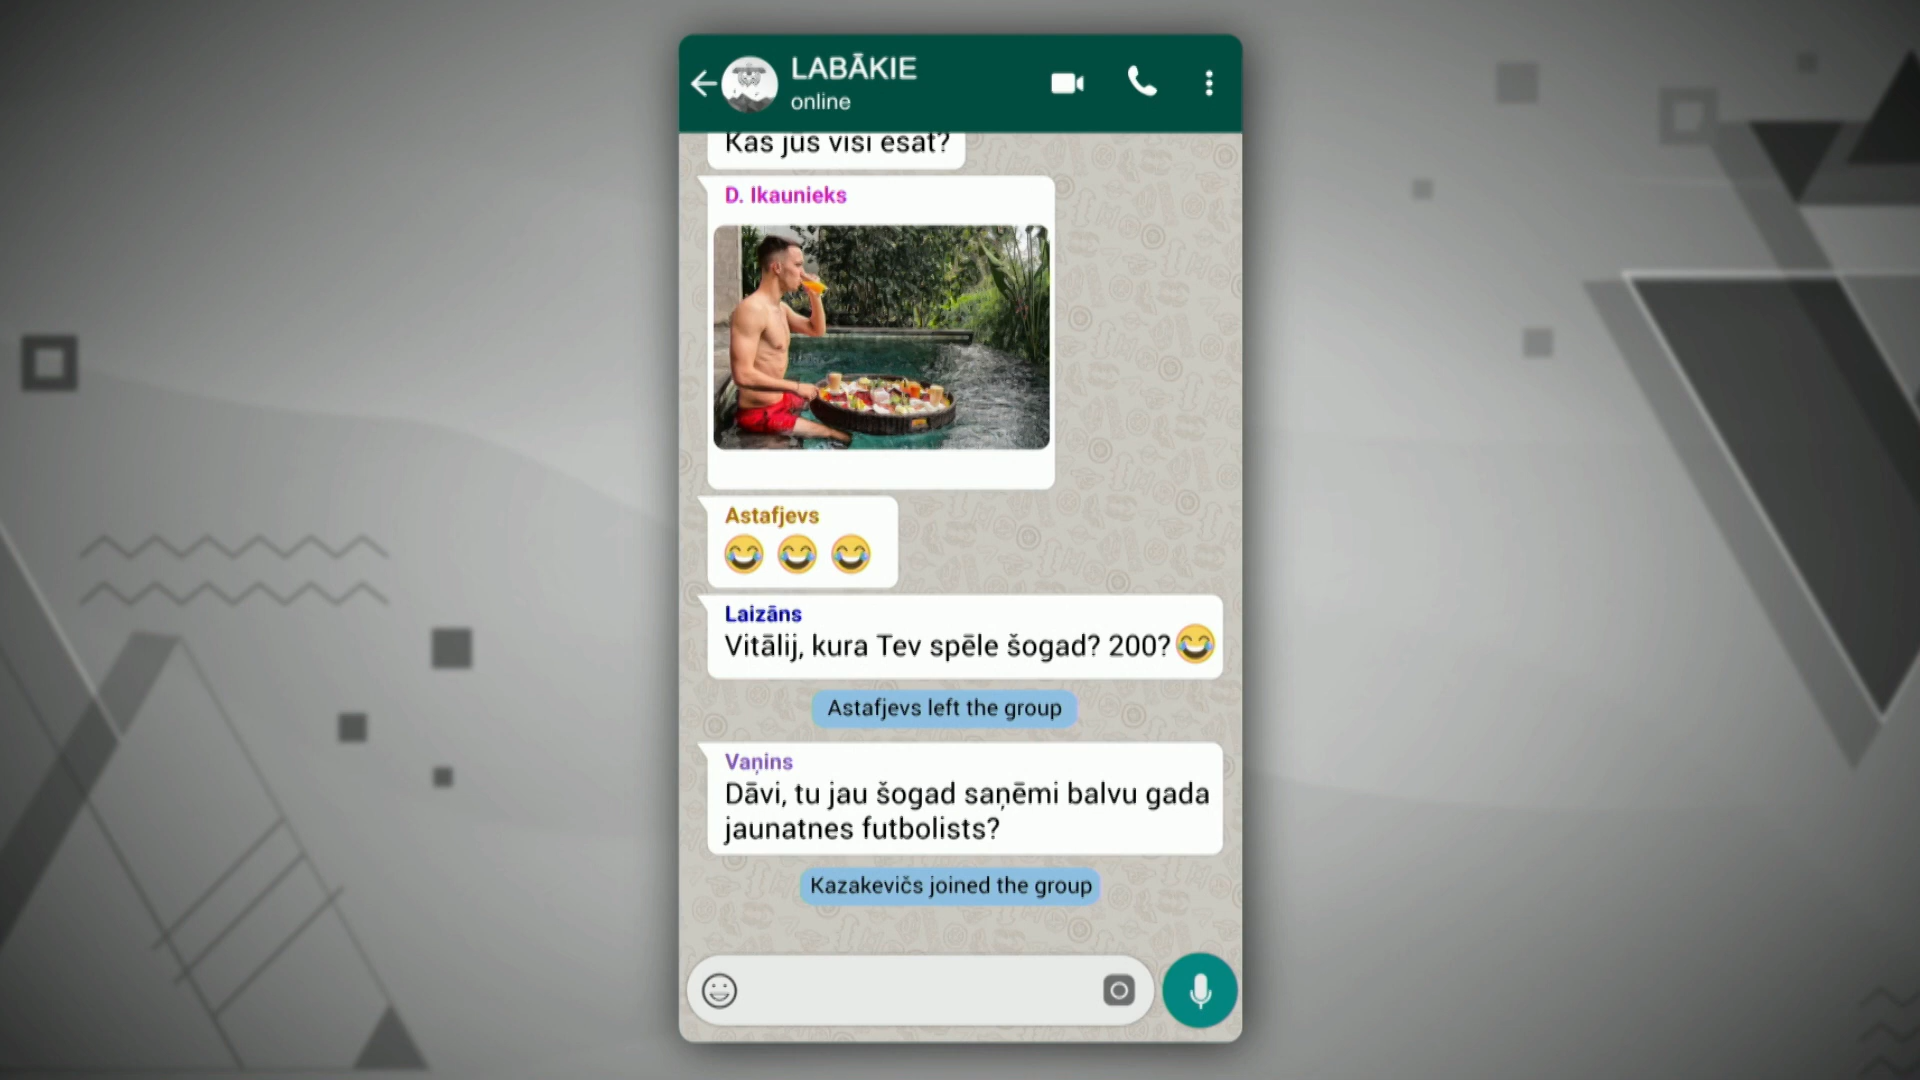 LABĀKIE
online
Kas jūs visi esat?
D. Ikaunieks
Astafjevs
😂 😂 😂
Laizāns
Vitālij, kura Tev spēle šogad? 200?😂
Astafjevs left the group
Vaņins
Dāvi, tu jau šogad saņēmi balvu gada
jaunatnes futbolists?
Kazakevičs joined the group